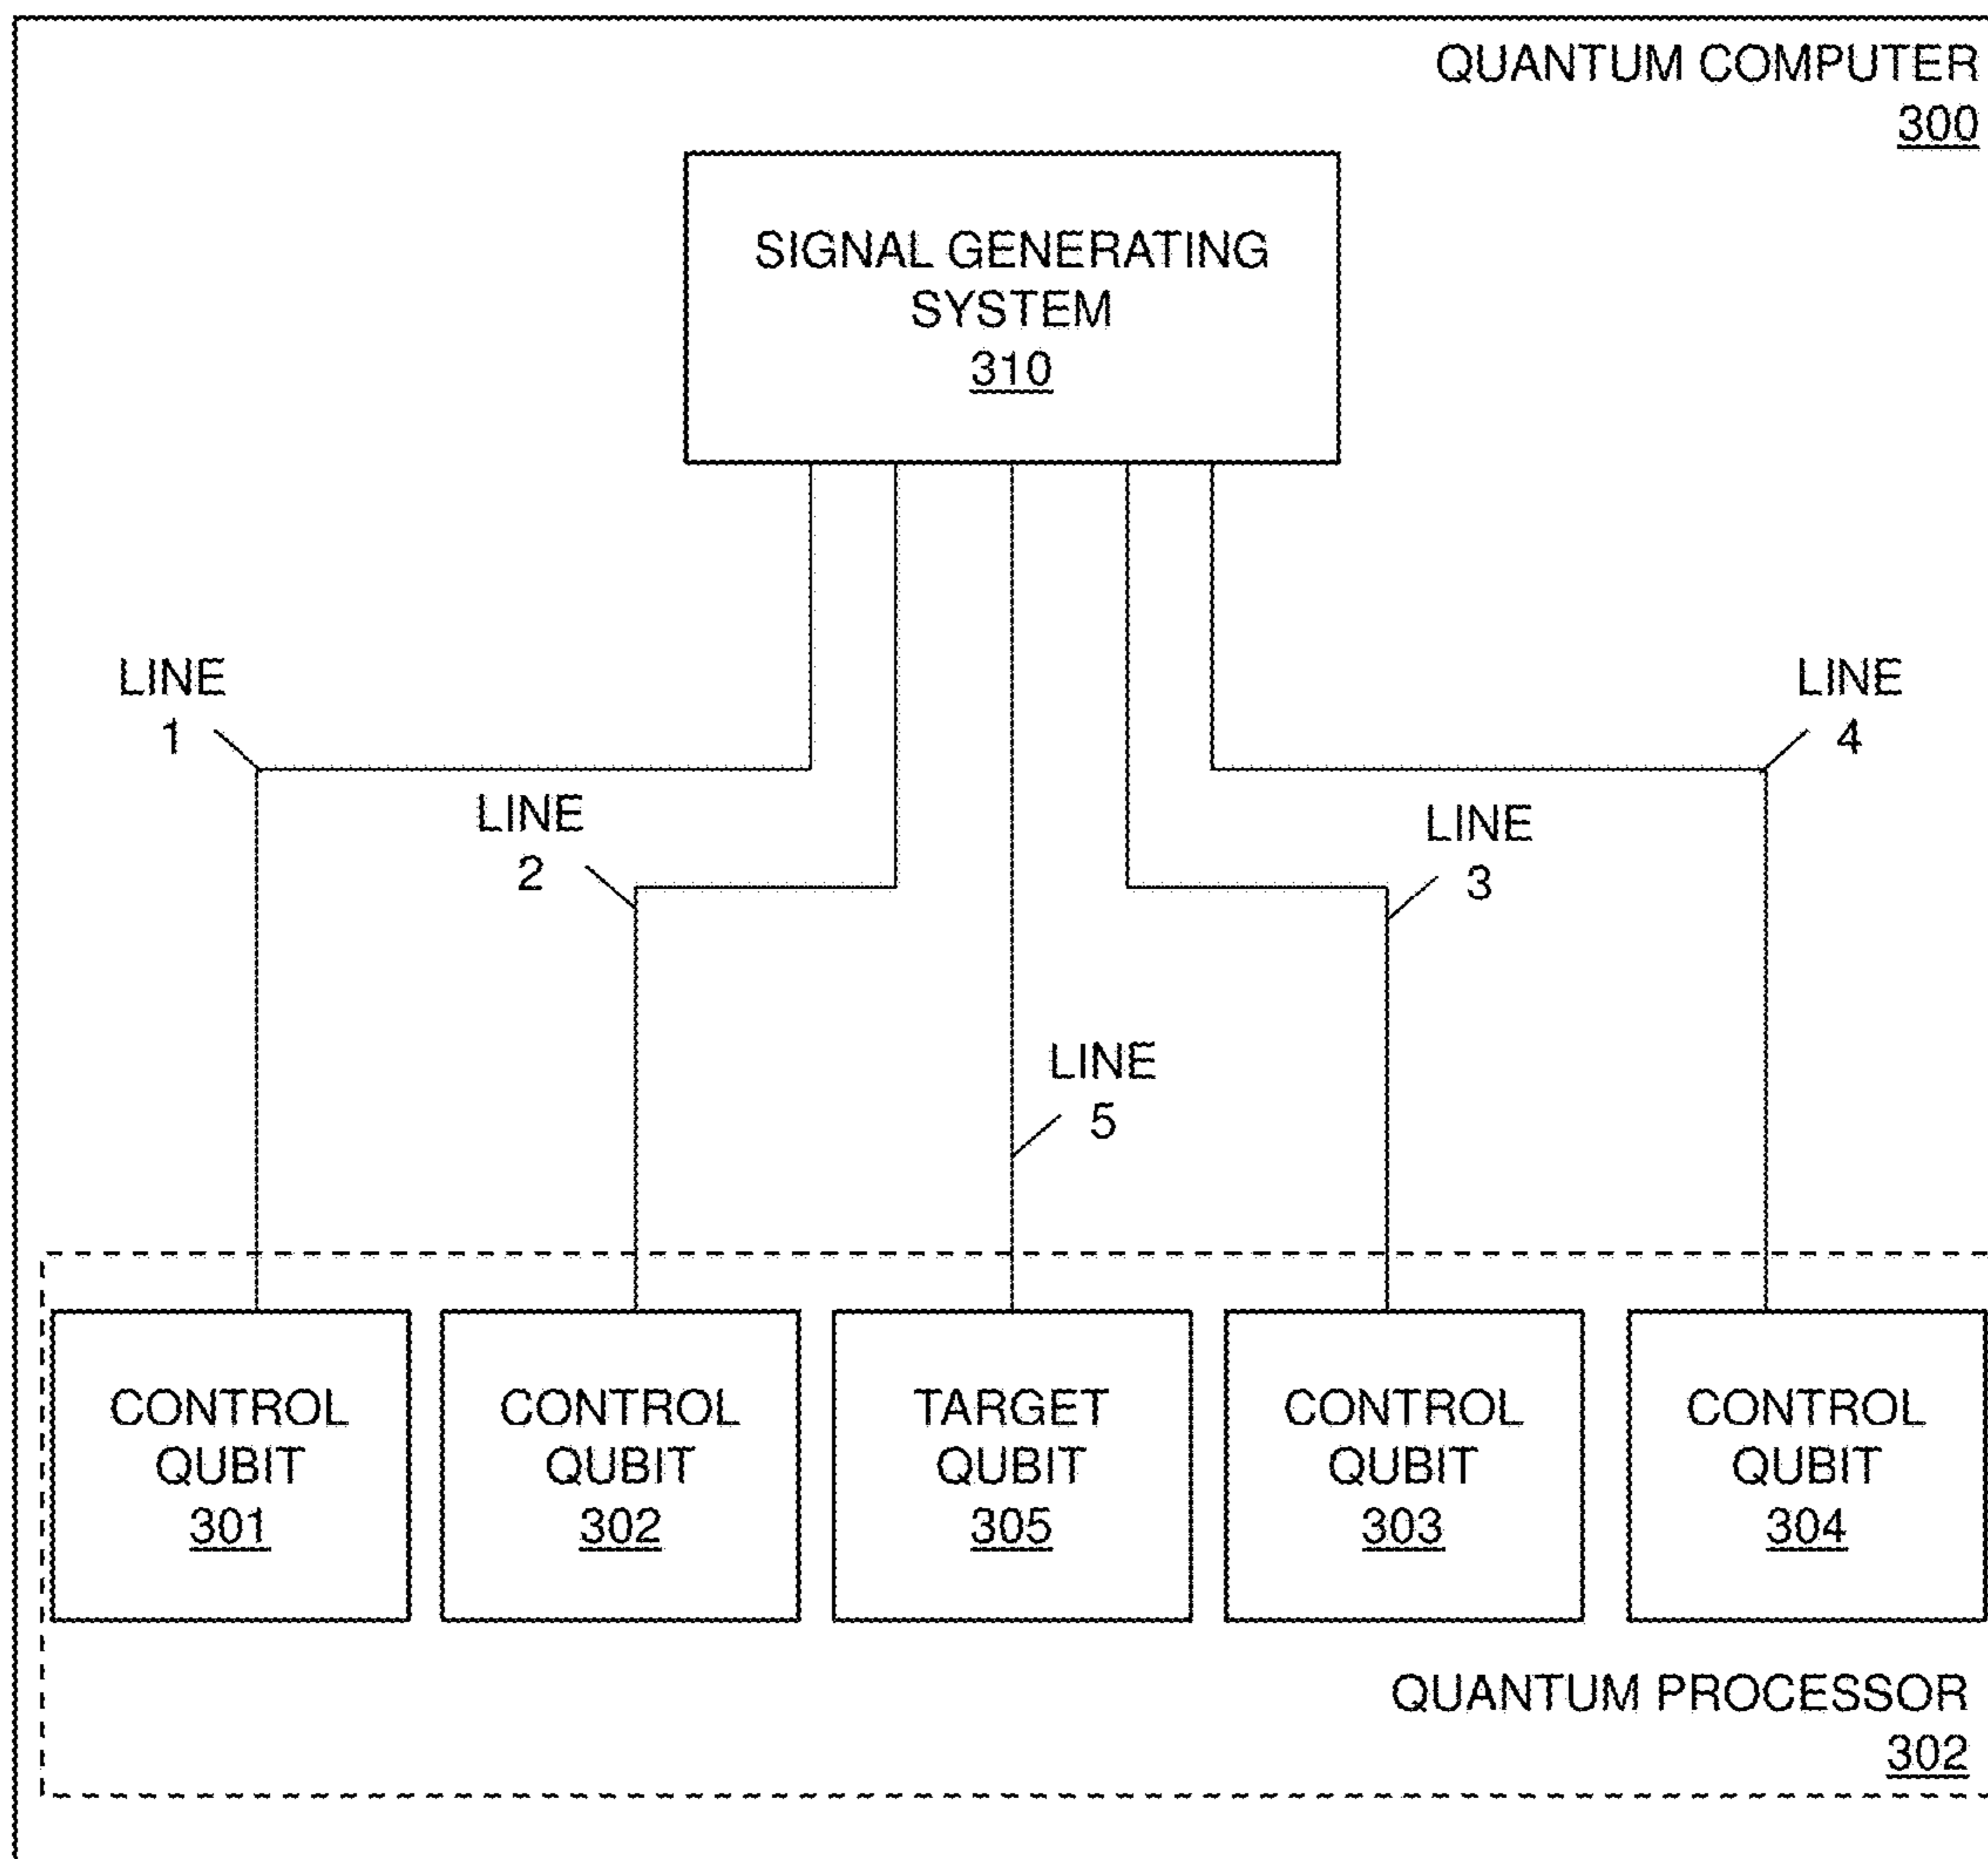 QUANTUM COMPUTER
300
SIGNAL GENERATING
SYSTEM
310
LINE
1
LINE
4
LINE
2
LINE
3
LINE
5
CONTROL
QUBIT
301
CONTROL
QUBIT
302
TARGET
QUBIT
305
CONTROL
QUBIT
303
CONTROL
QUBIT
304
QUANTUM PROCESSOR
302